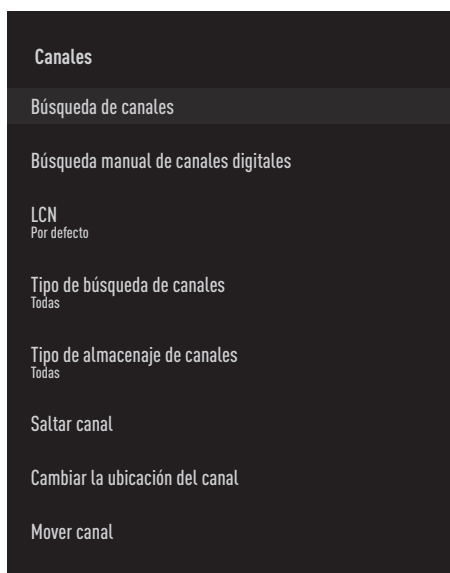 Canales
Búsqueda de canales
Búsqueda manual de canales digitales
LCN
Por defecto
Tipo de búsqueda de canales
Todas
Tipo de almacenaje de canales
Todas
Saltar canal
Cambiar la ubicación del canal
Mover canal